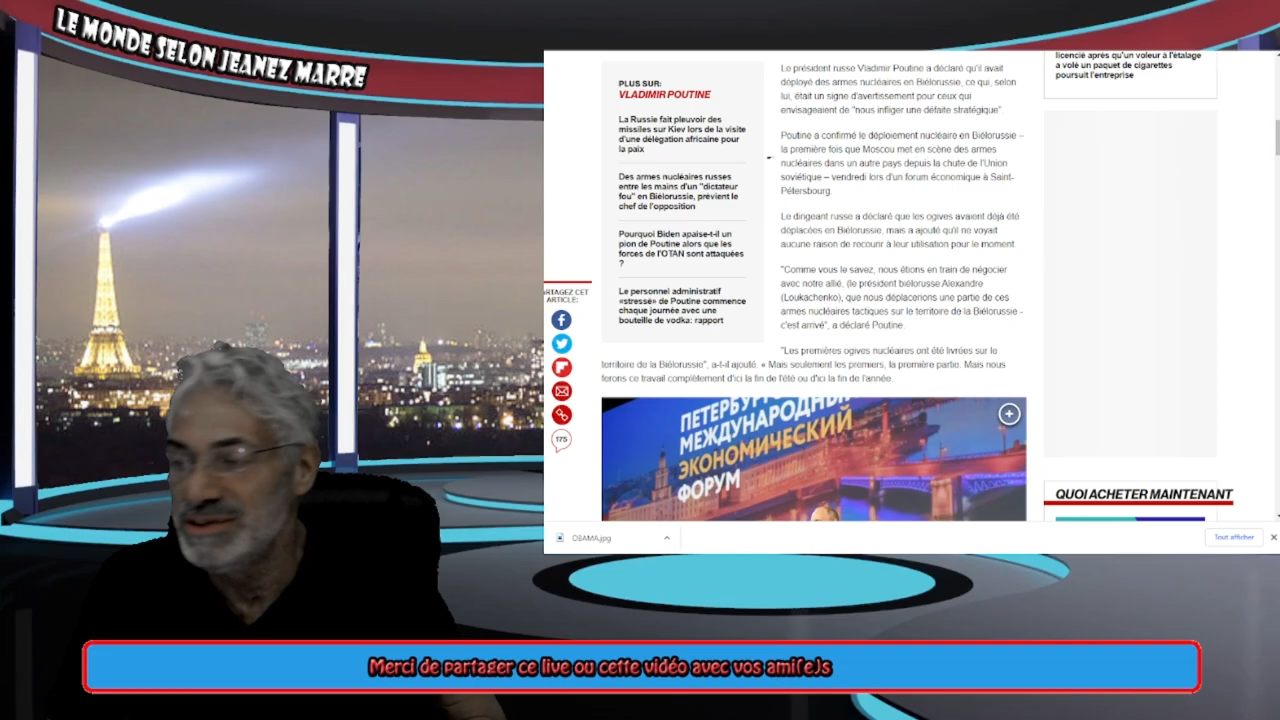 LE MONDE SELON JEANEZ MARRE
PLUS SUR:
VLADIMIR POUTINE
La Russie fait pleuvoir des
missiles sur Kiev lors de la visite
d'une délégation africaine pour
la paix
Des armes nucléaires russes
entre les mains d'un "dictateur
fou" en Biélorussie, prévient le
chef de l'opposition
Pourquoi Biden apaise-t-il un
pion de Poutine alors que les
forces de l'OTAN sont attaquées
?
Le personnel administratif
«stressé» de Poutine commence
chaque journée avec une
bouteille de vodka: rapport
Le président russe Vladimir Poutine a déclaré qu'il avait
déployé des armes nucléaires en Biélorussie, ce qui, selon
lui, était un signe d'avertissement pour ceux qui
envisageaient de "nous infliger une défaite stratégique".
Poutine a confirmé le déploiement nucléaire en Biélorussie –
la première fois que Moscou met en scène des armes
nucléaires dans un autre pays depuis la chute de l'Union
soviétique – vendredi lors d'un forum économique à Saint-
Pétersbourg.
Le dirigeant russe a déclaré que les ogives avaient déjà été
déplacées en Biélorussie, mais a ajouté qu'il ne voyait
aucune raison de recourir à leur utilisation pour le moment.
"Comme vous le savez, nous étions en train de négocier
avec notre allié, (le président biélorusse Alexandre
(Loukachenko), que nous déplacerions une partie de ces
armes nucléaires tactiques sur le territoire de la Biélorussie -
c'est arrivé", a déclaré Poutine.
"Les premières ogives nucléaires ont été livrées sur le
territoire de la Biélorussie", a-t-il ajouté. « Mais seulement les premiers, la première partie. Mais nous
ferons ce travail complètement d'ici la fin de l'été ou d'ici la fin de l'année.
ARTAGEZ CET
ARTICLE:
175
ПЕТЕРБУРГ
МЕЖДУНАРОДНЫ
ЭКОНОМИЧЕСКИЙ
ФОРУМ
licencié après qu'un voleur à l'étalage
a volé un paquet de cigarettes
poursuit l'entreprise
QUOI ACHETER MAINTENANT
OBAMA.jpg
Tout afficher
Merci de partager ce live ou cette vidéo avec vos ami(e)s